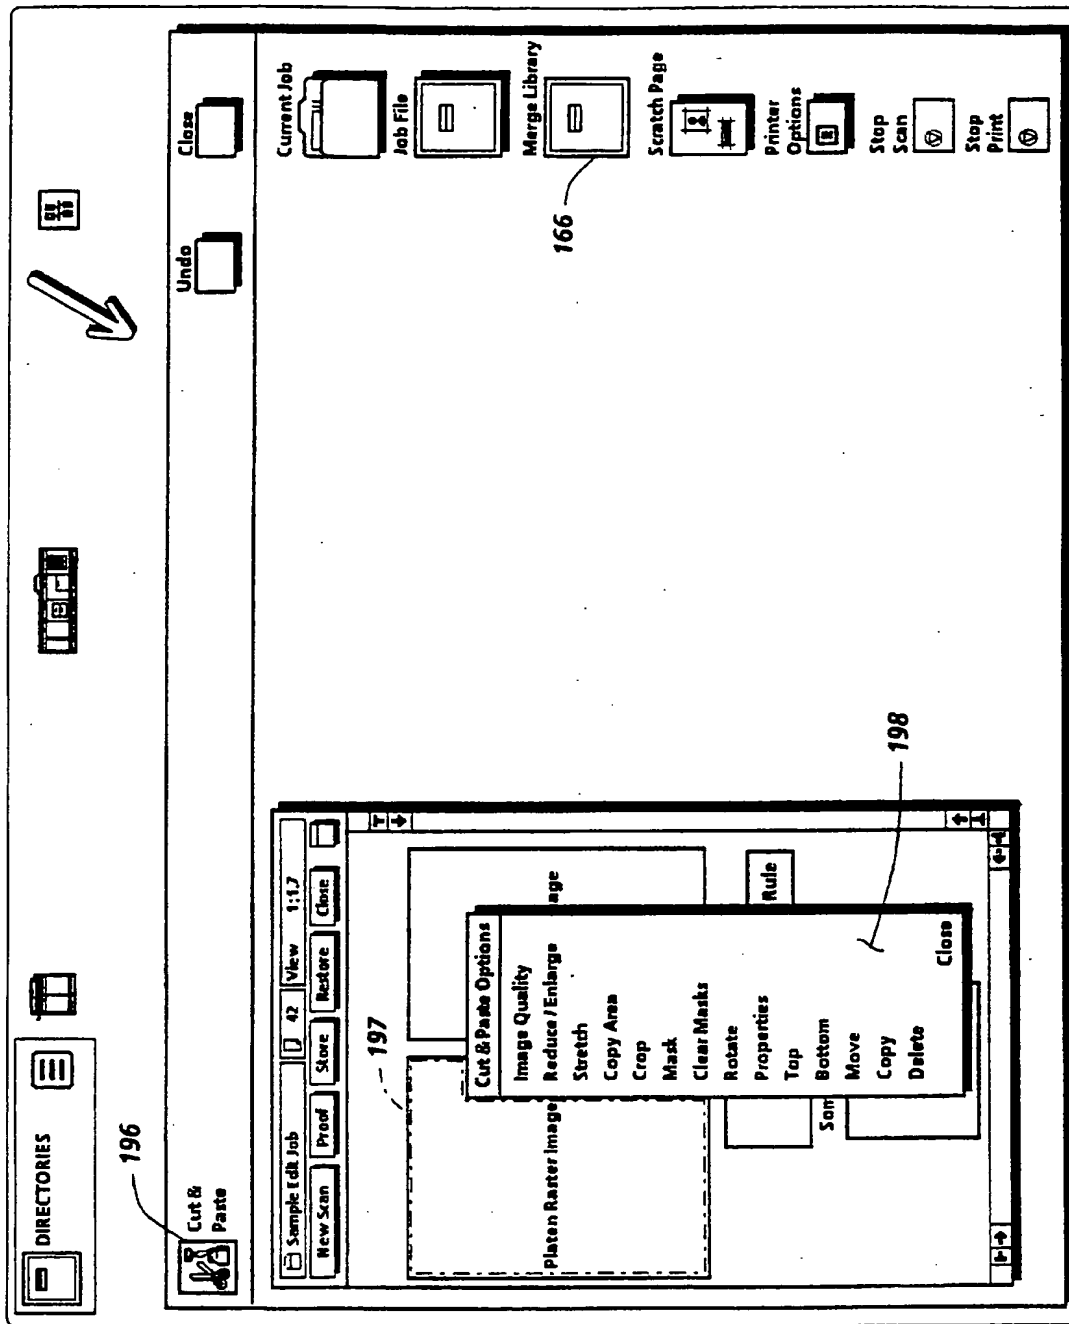 DIRECTORIES
196
Cut &
Paste
Undo
Close
Sample Edit Job
42
View
1:1.7
New Scan
Proof
Store
Restore
Close
197
Platen Raster Image
age
Rule
Som
Cut & Paste Options
Image Quality
Reduce / Enlarge
Stretch
Copy Area
Crop
Mask
Clear Masks
Rotate
Properties
Top
Bottom
Move
Copy
Delete
Close
198
Current Job
Job File
Merge Library
166
Scratch Page
Printer
Options
Stop
Scan
Stop
Print